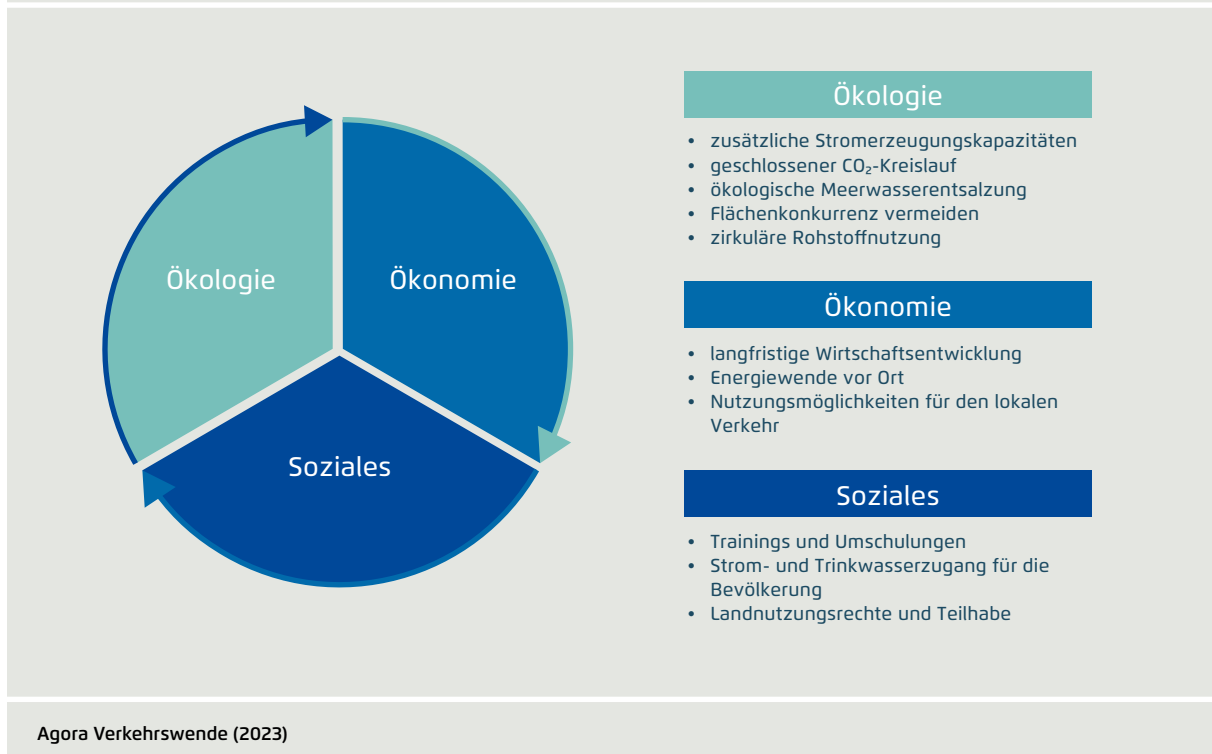 Ökologie
Ökonomie
Soziales
Ökologie
• zusätzliche Stromerzeugungskapazitäten
• geschlossener CO₂-Kreislauf
• ökologische Meerwasserentsalzung
• Flächenkonkurrenz vermeiden
• zirkuläre Rohstoffnutzung
Ökonomie
• langfristige Wirtschaftsentwicklung
• Energiewende vor Ort
• Nutzungsmöglichkeiten für den lokalen
Verkehr
Soziales
• Trainings und Umschulungen
• Strom- und Trinkwasserzugang für die
Bevölkerung
• Landnutzungsrechte und Teilhabe
Agora Verkehrswende (2023)